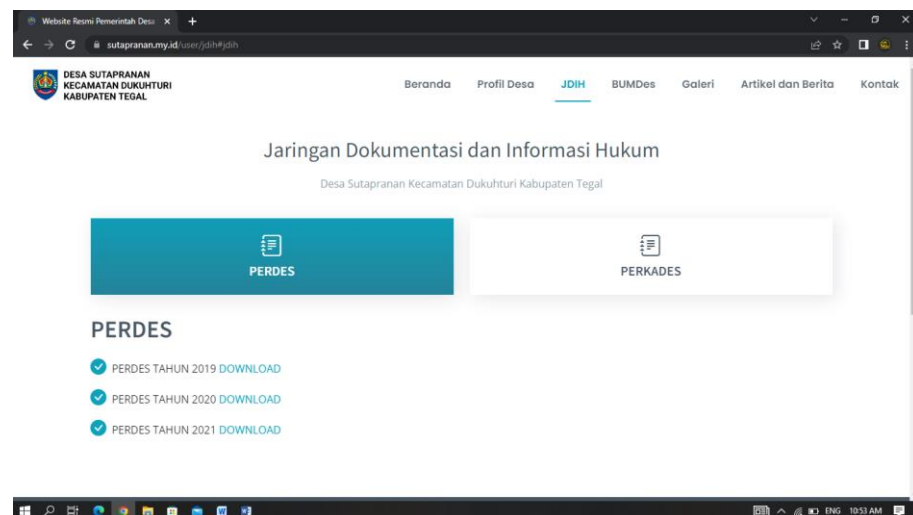 Website Resmi Pemerintah Desa
sutapranan.my.id/user/jdih#jdih
DESA SUTAPRANAN
KECAMATAN DUKUHTURI
KABUPATEN TEGAL
Beranda Profil Desa JDIH BUMDes Galeri Artikel dan Berita Kontak
Jaringan Dokumentasi dan Informasi Hukum
Desa Sutapranan Kecamatan Dukuhturi Kabupaten Tegal
PERDES PERKADES
PERDES
PERDES TAHUN 2019 DOWNLOAD
PERDES TAHUN 2020 DOWNLOAD
PERDES TAHUN 2021 DOWNLOAD
ENG 10:53 AM